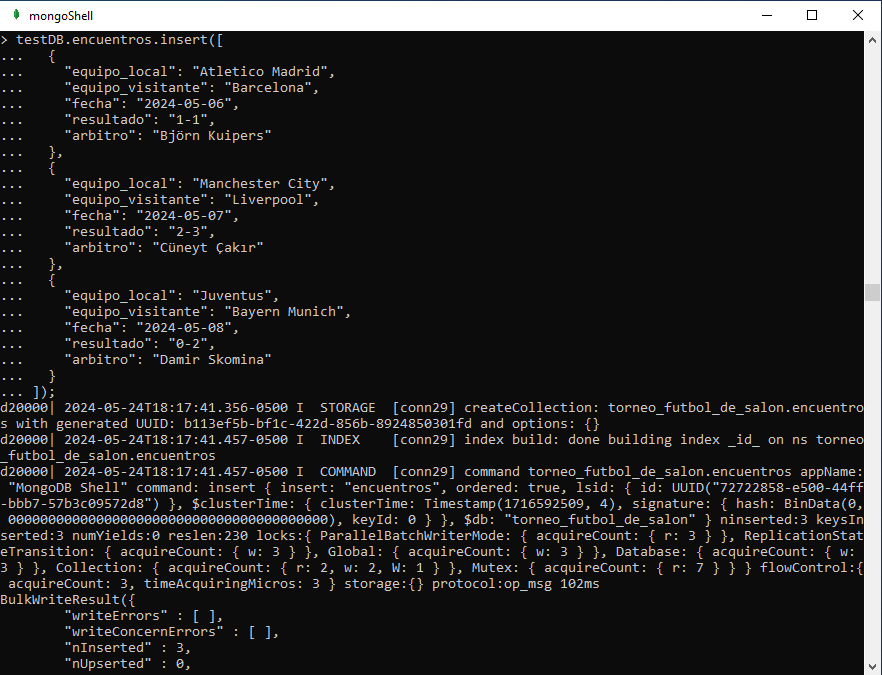 mongoShell
> testDB.encuentros.insert([
...   {
...     "equipo_local": "Atletico Madrid",
...     "equipo_visitante": "Barcelona",
...     "fecha": "2024-05-06",
...     "resultado": "1-1",
...     "arbitro": "Björn Kuipers"
...   },
...   {
...     "equipo_local": "Manchester City",
...     "equipo_visitante": "Liverpool",
...     "fecha": "2024-05-07",
...     "resultado": "2-3",
...     "arbitro": "Cüneyt Çakır"
...   },
...   {
...     "equipo_local": "Juventus",
...     "equipo_visitante": "Bayern Munich",
...     "fecha": "2024-05-08",
...     "resultado": "0-2",
...     "arbitro": "Damir Skomina"
...   }
... ]);
d20000| 2024-05-24T18:17:41.356-0500 I  STORAGE  [conn29] createCollection: torneo_futbol_de_salon.encuentro
s with generated UUID: b113ef5b-bf1c-422d-856b-8924850301fd and options: {}
d20000| 2024-05-24T18:17:41.457-0500 I  INDEX    [conn29] index build: done building index _id_ on ns torneo
_futbol_de_salon.encuentros
d20000| 2024-05-24T18:17:41.457-0500 I  COMMAND  [conn29] command torneo_futbol_de_salon.encuentros appName:
 "MongoDB Shell" command: insert { insert: "encuentros", ordered: true, lsid: { id: UUID("72722858-e500-44ff
-bbb7-57b3c09572d8") }, $clusterTime: { clusterTime: Timestamp(1716592509, 4), signature: { hash: BinData(0,
 0000000000000000000000000000000000000000), keyId: 0 } }, $db: "torneo_futbol_de_salon" } ninserted:3 keysIn
serted:3 numYields:0 reslen:230 locks:{ ParallelBatchWriterMode: { acquireCount: { r: 3 } }, ReplicationStat
eTransition: { acquireCount: { w: 3 } }, Global: { acquireCount: { w: 3 } }, Database: { acquireCount: { w: 
3 } }, Collection: { acquireCount: { r: 2, w: 2, W: 1 } }, Mutex: { acquireCount: { r: 7 } } } flowControl:{
 acquireCount: 3, timeAcquiringMicros: 3 } storage:{} protocol:op_msg 102ms
BulkWriteResult({
        "writeErrors" : [ ],
        "writeConcernErrors" : [ ],
        "nInserted" : 3,
        "nUpserted" : 0,